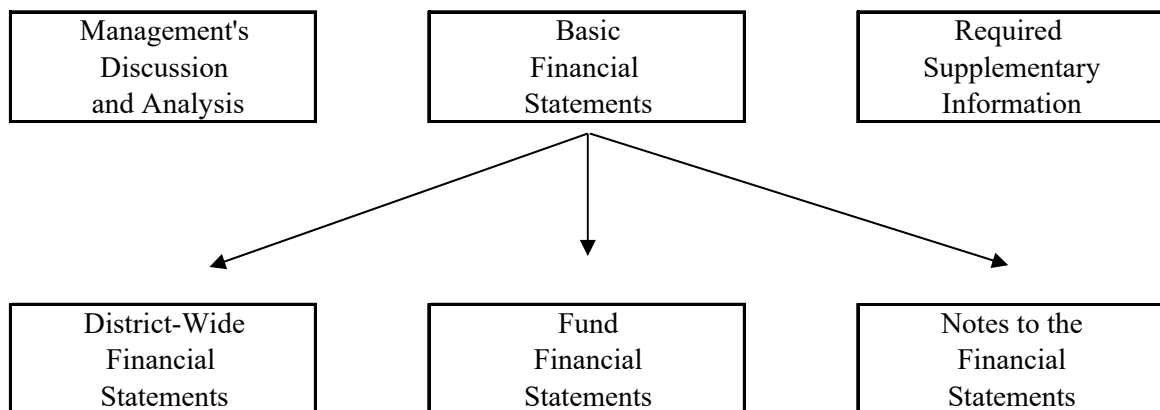 Management's
Discussion
and Analysis
Basic
Financial
Statements
Required
Supplementary
Information
District-Wide
Financial
Statements
Fund
Financial
Statements
Notes to the
Financial
Statements